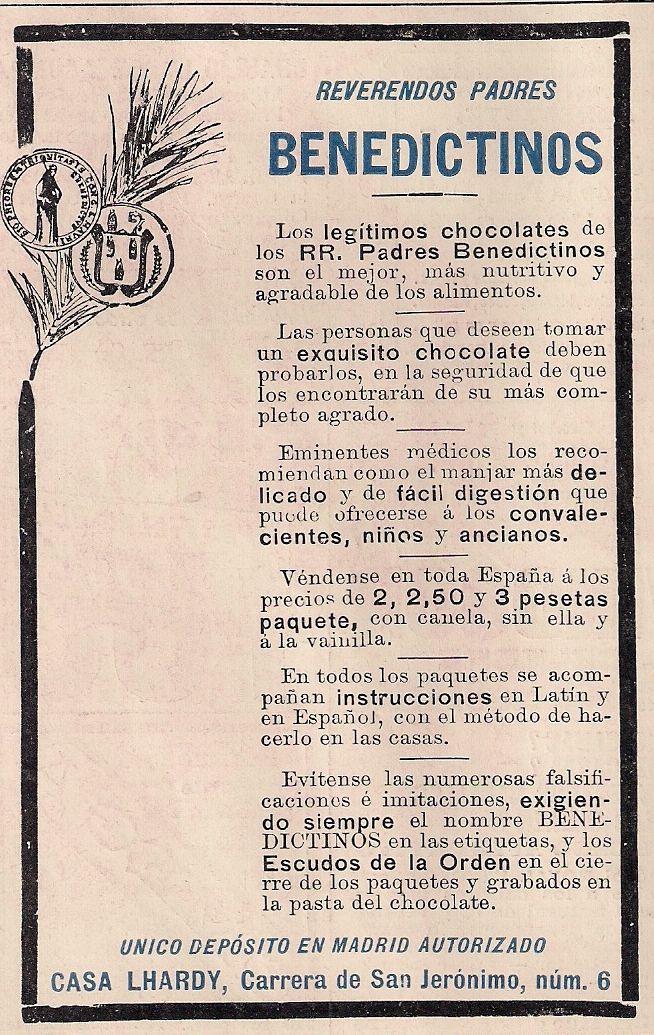 REVERENDOS PADRES
BENEDICTINOS
Los legítimos chocolates de
los RR. Padres Benedictinos
son el mejor, más nutritivo y
agradable de los alimentos.
Las personas que deseen tomar
un exquisito chocolate deben
probarlos, en la seguridad de que
los encontrarán de su más com-
pleto agrado.
Eminentes médicos los reco-
miendan como el manjar más de-
licado y de fácil digestión que
puede ofrecerse á los convale-
cientes, niños y ancianos.
Véndense en toda España á los
precios de 2, 2,50 y 3 pesetas
paquete, con canela, sin ella y
á la vainilla.
En todos los paquetes se acom-
pañan instrucciones en Latín y
en Español, con el método de ha-
cerlo en las casas.
Evítense las numerosas falsifi-
caciones é imitaciones, exigien-
do siempre el nombre BENE-
DICTINOS en las etiquetas, y los
Escudos de la Orden en el cie-
rre de los paquetes y grabados en
la pasta del chocolate.
UNICO DEPÓSITO EN MADRID AUTORIZADO
CASA LHARDY, Carrera de San Jerónimo, núm. 6